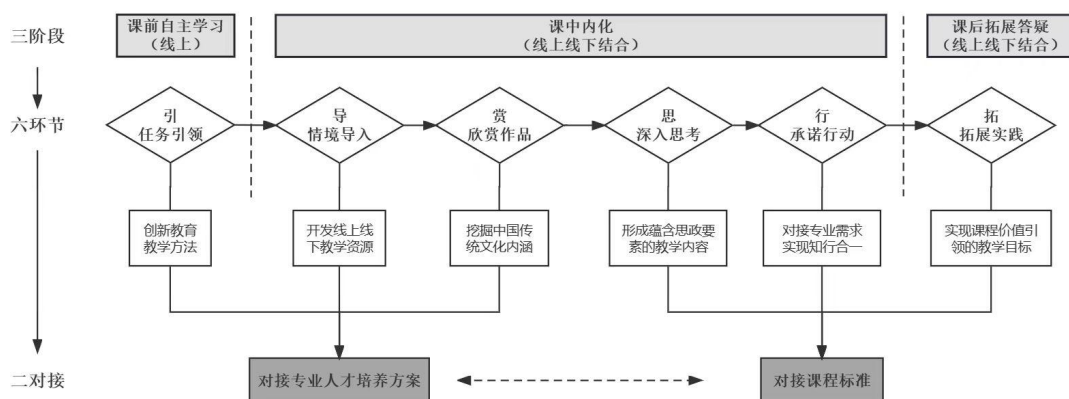 三阶段
课前自主学习
（线上）
课中内化
（线上线下结合）
课后拓展答疑
（线上线下结合）
六环节
引
任务引领
导
情境导入
赏
欣赏作品
思
深入思考
行
承诺行动
拓
拓展实践
创新教育
教学方法
开发线上线
下教学资源
挖掘中国传
统文化内涵
形成蕴含思政要
素的教学内容
对接专业需求
实现知行合一
实现课程价值引
领的教学目标
二对接
对接专业人才培养方案
对接课程标准